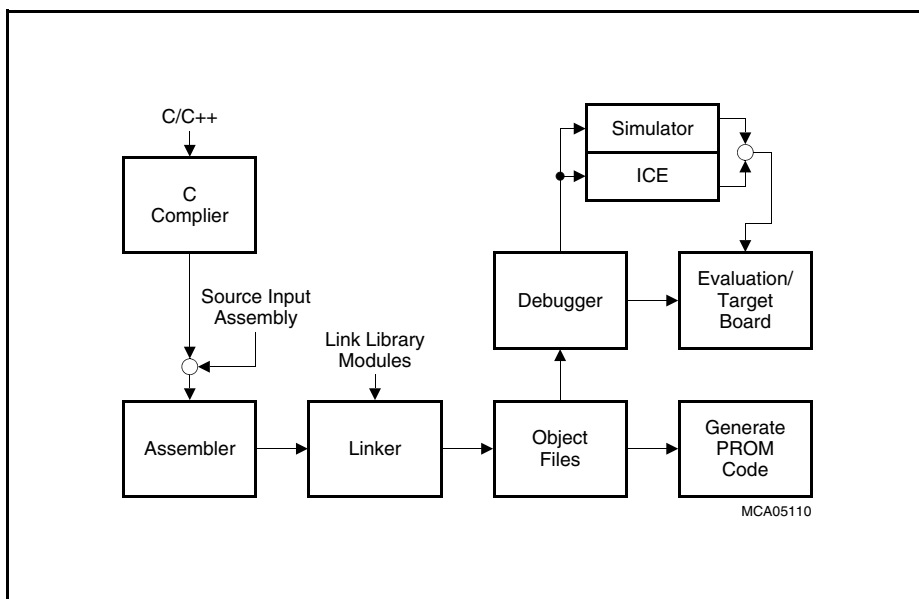 C/C++
C
Complier
Source Input
Assembly
Link Library
Modules
Assembler
Linker
Object
Files
Generate
PROM
Code
Debugger
Evaluation/
Target
Board
Simulator
ICE
MCA05110